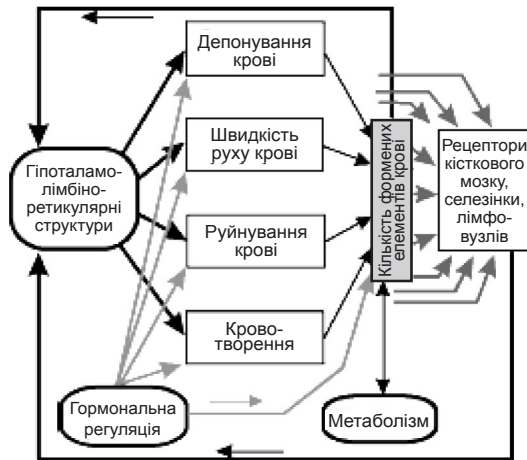 Депонування
крові
Швидкість
руху крові
Гіпоталамо-
лімбіно-
ретикулярні
структури
Руйнування
крові
Крово-
творення
Кількість формених
елементів крові
Рецептори
кісткового
мозку,
селезінки,
лімфо-
вузлів
Гормональна
регуляція
Метаболізм